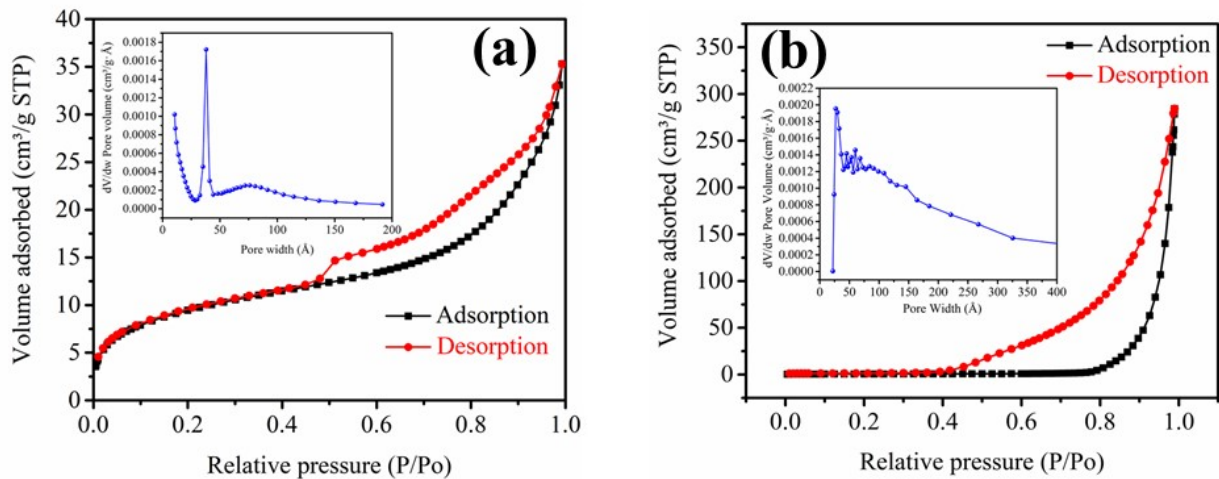 (a)
Volume adsorbed (cm³/g STP)
40
35
30
25
20
15
10
5
0
0.0 0.2 0.4 0.6 0.8 1.0
Relative pressure (P/Po)
Adsorption
Desorption
dV/dw Pore volume (cm³/g·Å)
0.0018
0.0016
0.0014
0.0012
0.0010
0.0008
0.0006
0.0004
0.0002
0.0000
0 50 100 150 200
Pore width (Å)
(b)
Volume adsorbed (cm³/g STP)
350
300
250
200
150
100
50
0
0.0 0.2 0.4 0.6 0.8 1.0
Relative pressure (P/Po)
Adsorption
Desorption
dV/dw Pore Volume (cm³/g·Å)
0.0022
0.0020
0.0018
0.0016
0.0014
0.0012
0.0010
0.0008
0.0006
0.0004
0.0002
0.0000
0 50 100 150 200 250 300 350 400
Pore Width (Å)